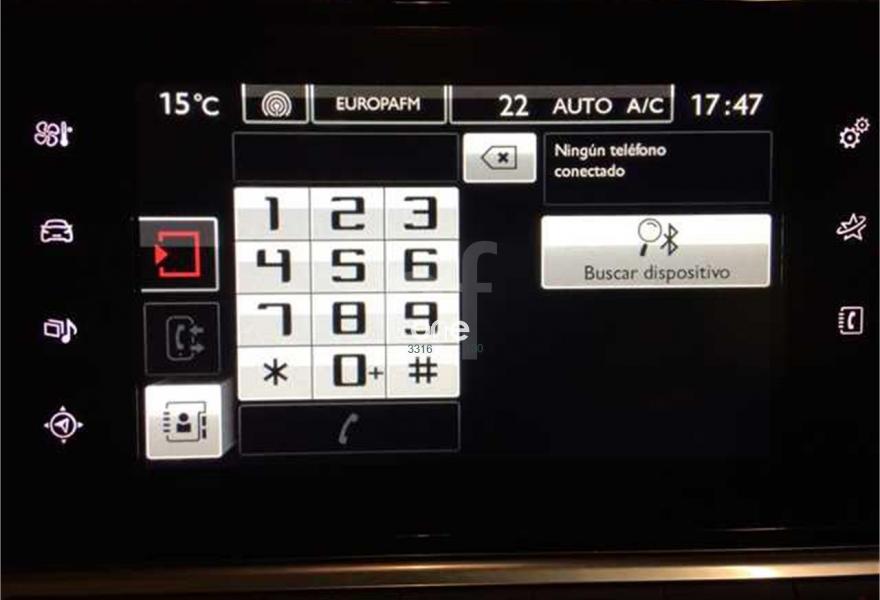 15°C EUROPAFM 22 AUTO A/C 17:47
Ningún teléfono
conectado
1 2 3
4 5 6
7 8 9
* 0+ #
Buscar dispositivo
one